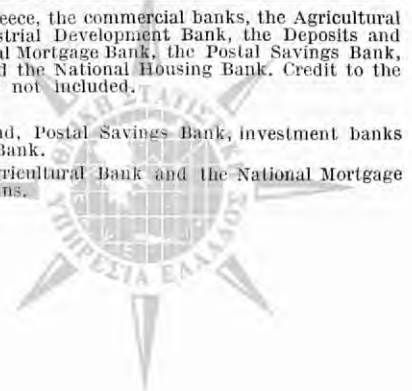 eece, the commercial banks, the Agricultural
strial Development Bank, the Deposits and
al Mortgage Bank, the Postal Savings Bank,
d the National Housing Bank. Credit to the
not included.
nd, Postal Savings Bank, investment banks
Bank.
ricultural Bank and the National Mortgage
ns.
ΥΠΗΡΕΣΙΑ ΕΛΛΑΔΟΣ